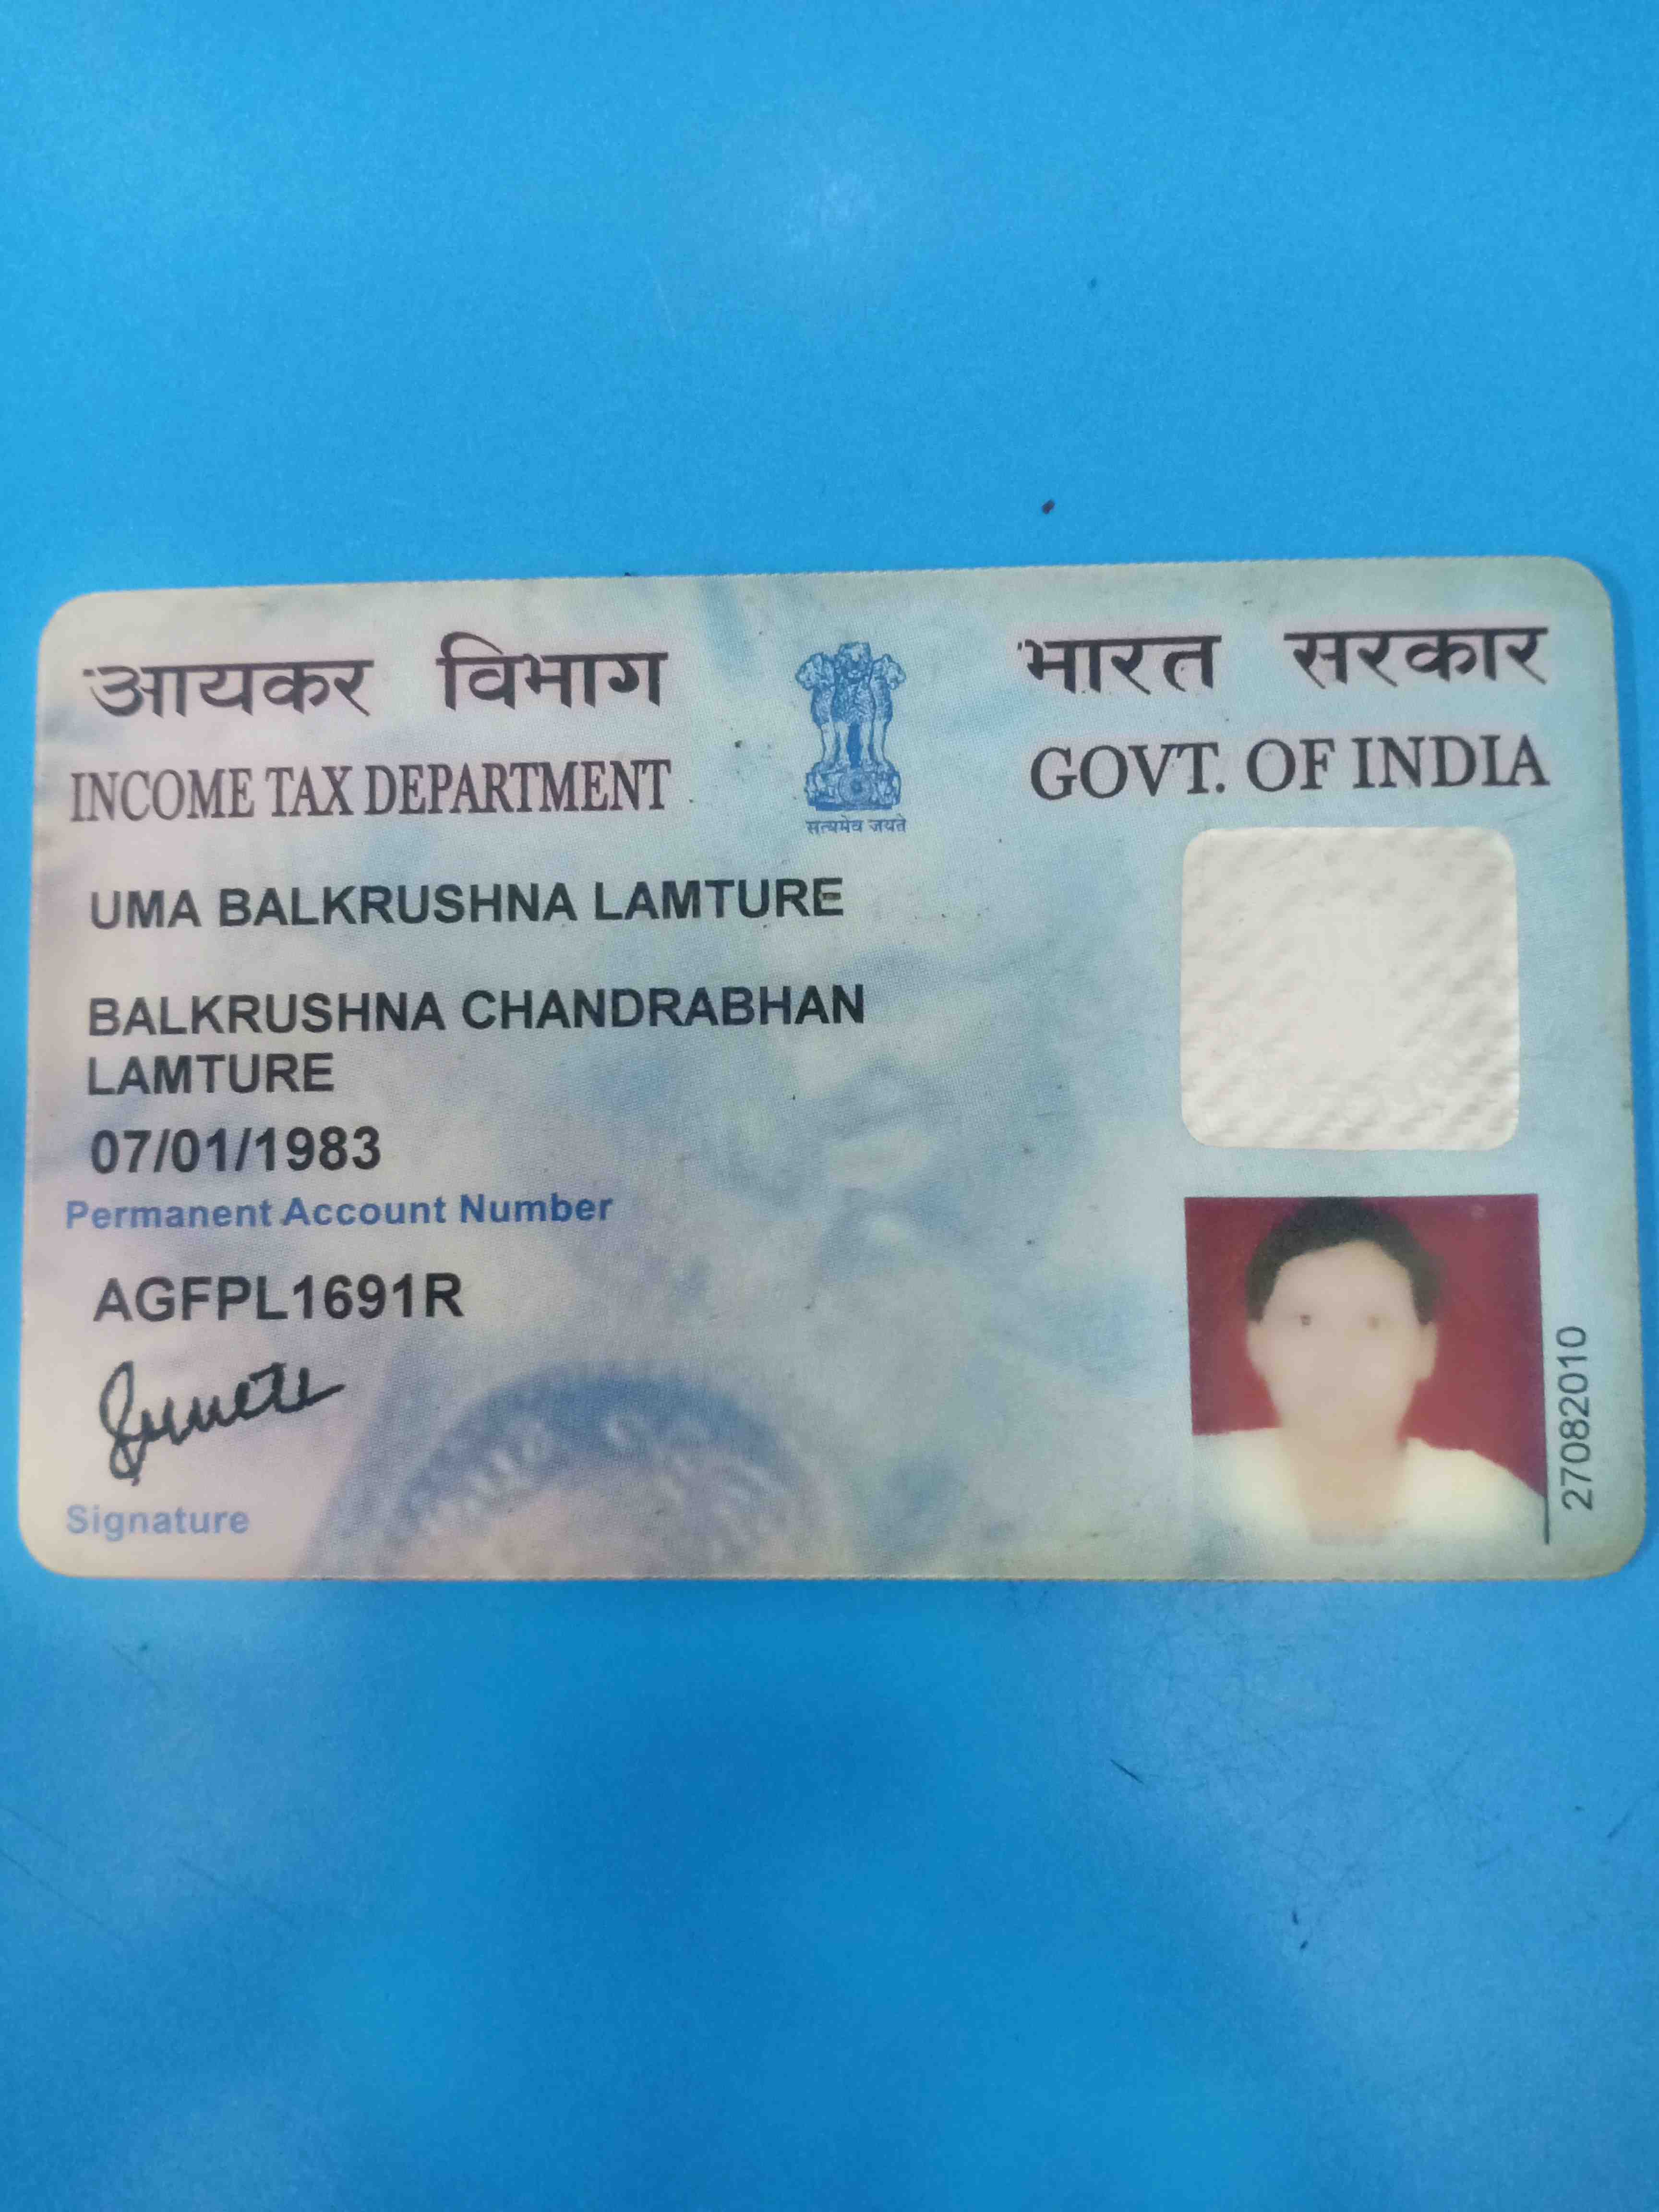 आयकर विभाग
INCOME TAX DEPARTMENT
सत्यमेव जयते
भारत सरकार
GOVT. OF INDIA
UMA BALKRUSHNA LAMTURE
BALKRUSHNA CHANDRABHAN
LAMTURE
07/01/1983
Permanent Account Number
AGFPL1691R
Signature
27082010